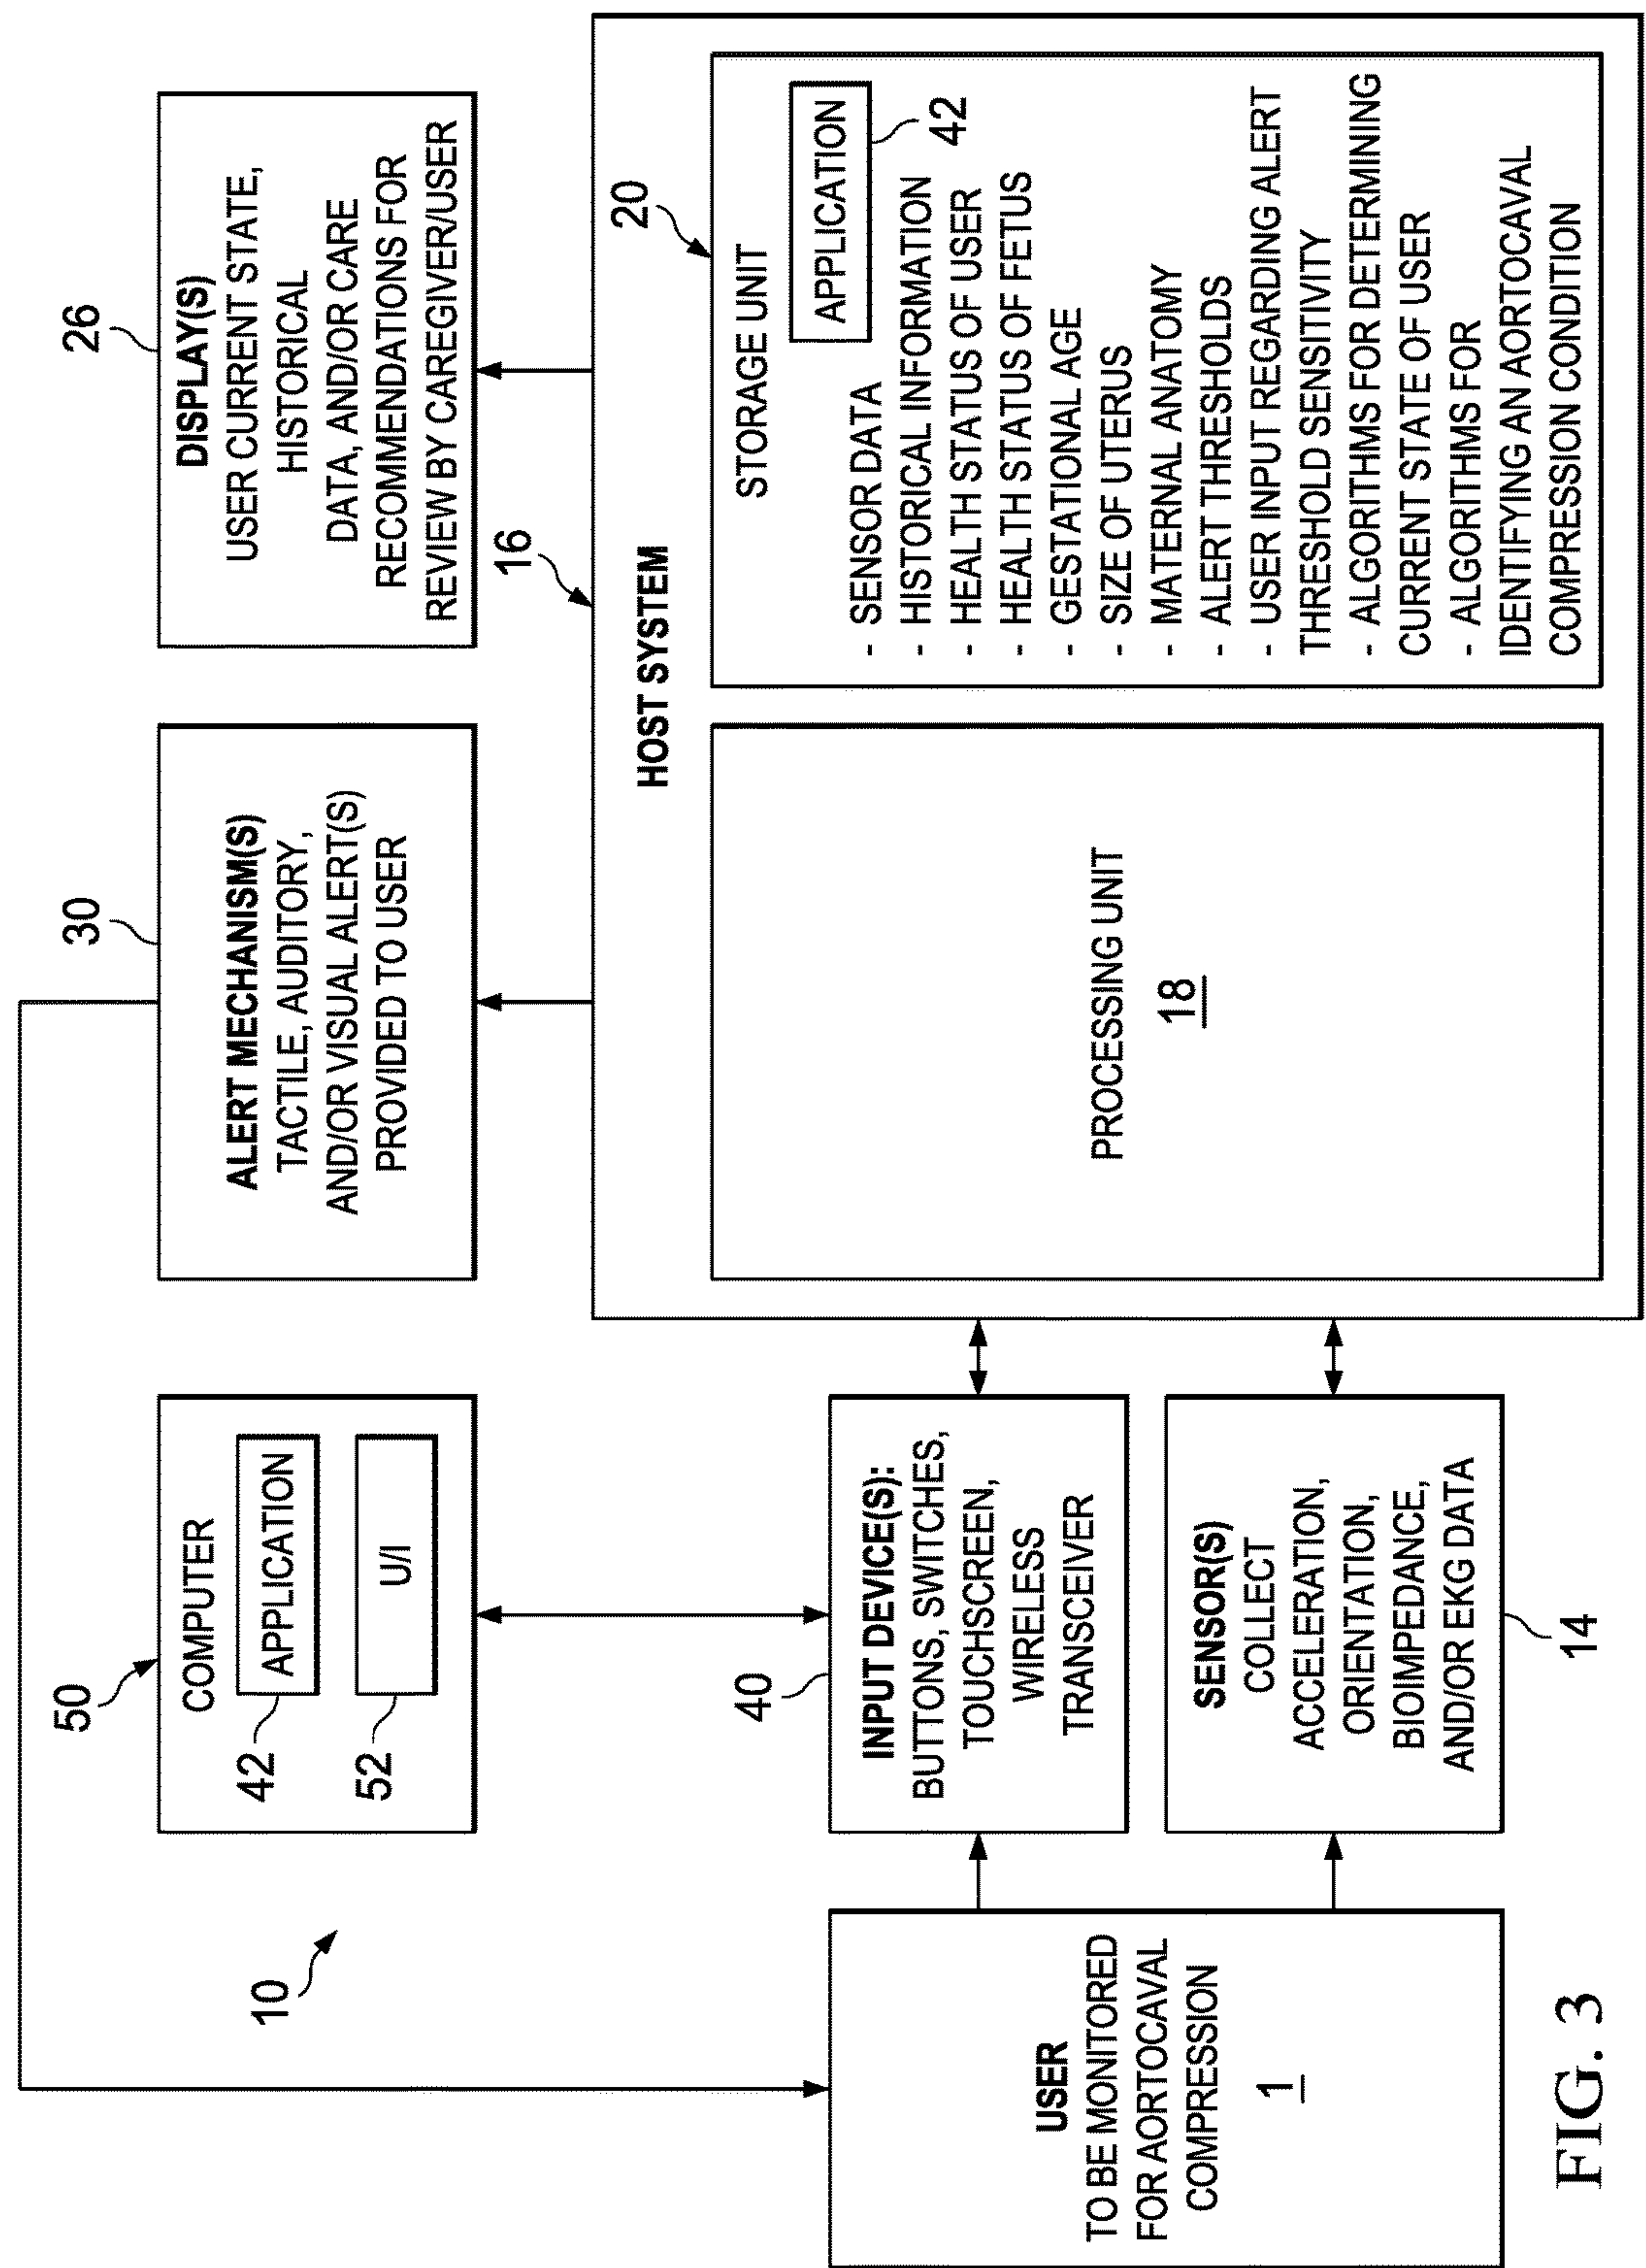 10
50
COMPUTER
42
APPLICATION
52
U/I
30
ALERT MECHANISM(S)
TACTILE, AUDITORY,
AND/OR VISUAL ALERT(S)
PROVIDED TO USER
26
DISPLAY(S)
USER CURRENT STATE,
HISTORICAL
DATA, AND/OR CARE
RECOMMENDATIONS FOR
REVIEW BY CAREGIVER/USER
USER
TO BE MONITORED
FOR AORTOCAVAL
COMPRESSION
1
40
INPUT DEVICE(S):
BUTTONS, SWITCHES,
TOUCHSCREEN,
WIRELESS
TRANSCEIVER
SENSOR(S)
COLLECT
ACCELERATION,
ORIENTATION,
BIOIMPEDANCE,
AND/OR EKG DATA
14
16
HOST SYSTEM
PROCESSING UNIT
18
20
STORAGE UNIT
APPLICATION
42
- SENSOR DATA
- HISTORICAL INFORMATION
- HEALTH STATUS OF USER
- HEALTH STATUS OF FETUS
- GESTATIONAL AGE
- SIZE OF UTERUS
- MATERNAL ANATOMY
- ALERT THRESHOLDS
- USER INPUT REGARDING ALERT
THRESHOLD SENSITIVITY
- ALGORITHMS FOR DETERMINING
CURRENT STATE OF USER
- ALGORITHMS FOR
IDENTIFYING AN AORTOCAVAL
COMPRESSION CONDITION
FIG. 3